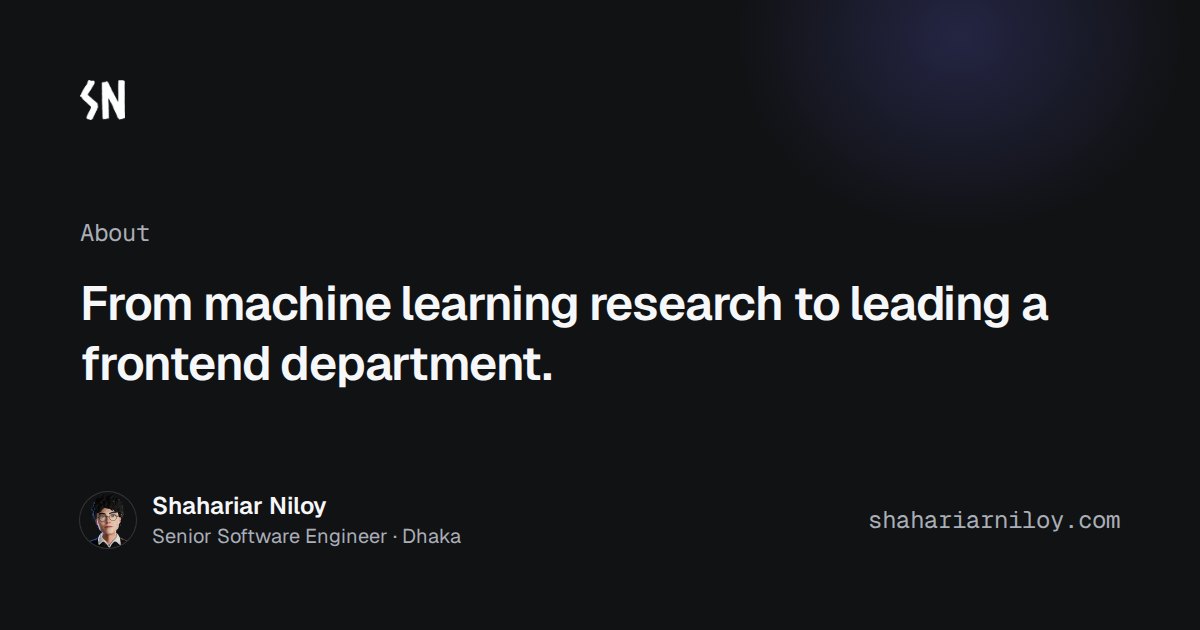 SN
About
From machine learning research to leading a
frontend department.
Shahariar Niloy
Senior Software Engineer · Dhaka
shahariarniloy.com